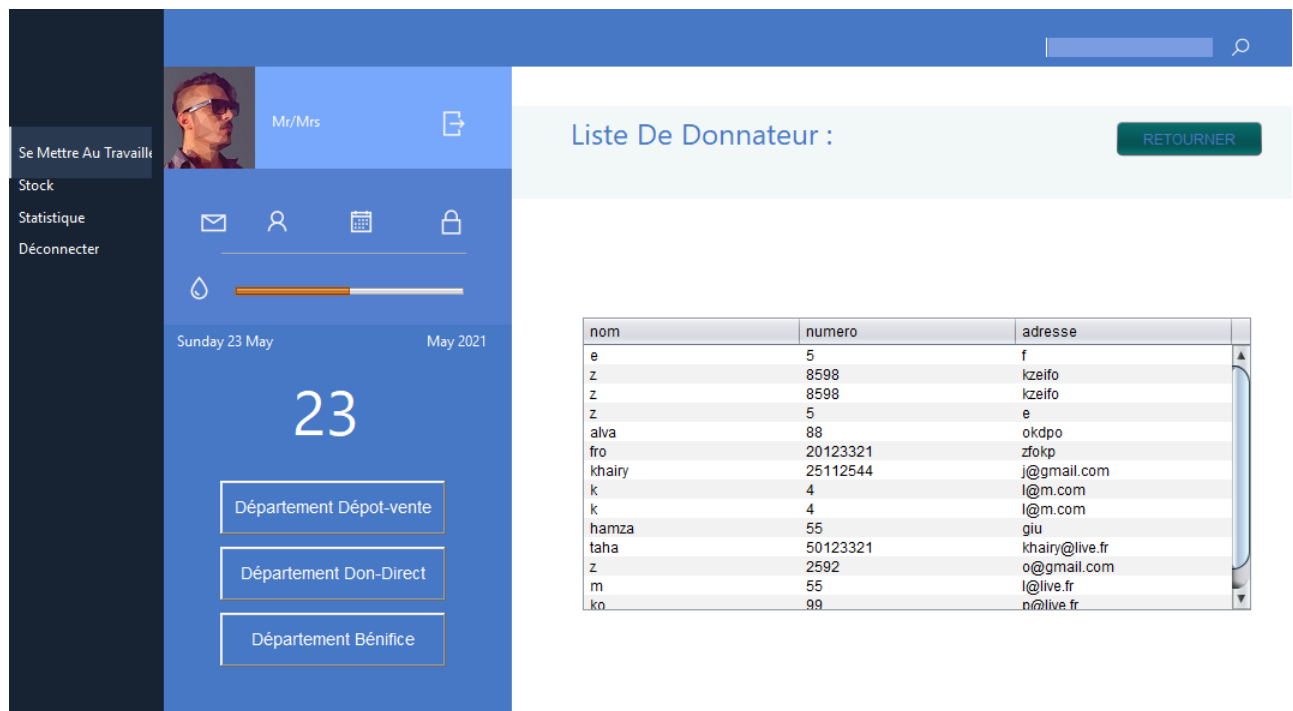 Se Mettre Au Travaille
Stock
Statistique
Déconnecter
Mr/Mrs
Sunday 23 May May 2021
23
Département Dépot-vente
Département Don-Direct
Département Bénifice
Liste De Donnateur :
RETOURNER
nom numero adresse
e 5 f
z 8598 kzeifo
z 8598 kzeifo
z 5 e
alva 88 okdpo
fro 20123321 zfokp
khairy 25112544 j@gmail.com
k 4 l@m.com
k 4 l@m.com
hamza 55 giu
taha 50123321 khairy@live.fr
z 2592 o@gmail.com
m 55 l@live.fr
ko 99 p@live.fr